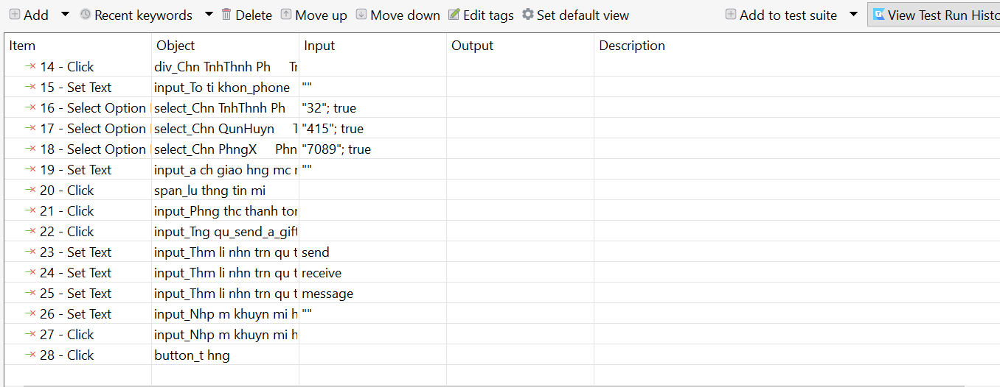 Add Recent keywords Delete Move up Move down Edit tags Set default view Add to test suite View Test Run Histo
Item Object Input Output Description
14 - Click div_Chn TnhThnh Ph Tr
15 - Set Text input_To ti khon_phone ""
16 - Select Option select_Chn TnhThnh Ph "32"; true
17 - Select Option select_Chn QunHuyn T "415"; true
18 - Select Option select_Chn PhngX Phn "7089"; true
19 - Set Text input_a ch giao hng mc ""
20 - Click span_lu thng tin mi
21 - Click input_Phng thc thanh tor
22 - Click input_Tng qu_send_a_gift
23 - Set Text input_Thm li nhn trn qu t send
24 - Set Text input_Thm li nhn trn qu t receive
25 - Set Text input_Thm li nhn trn qu t message
26 - Set Text input_Nhp m khuyn mi h ""
27 - Click input_Nhp m khuyn mi h
28 - Click button_t hng